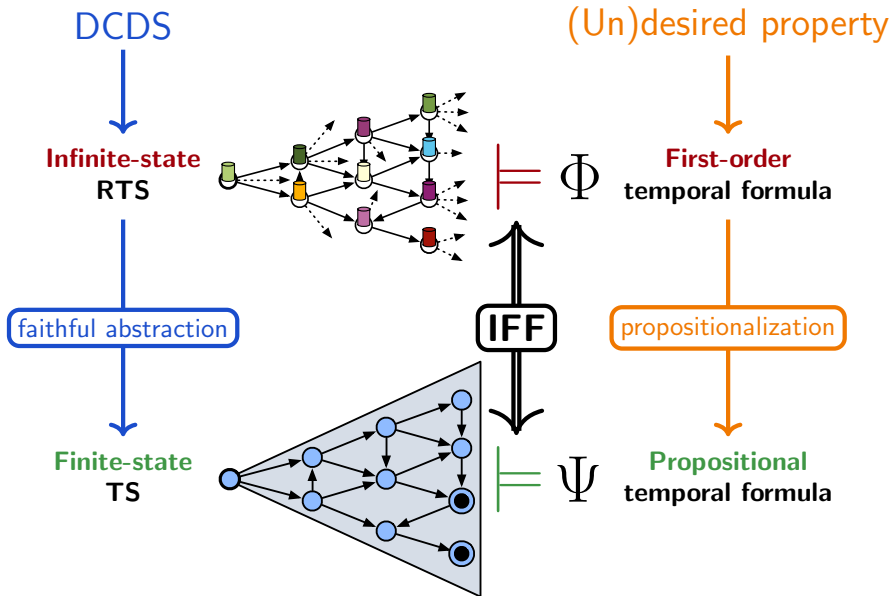 DCDS
(Un)desired property
Infinite-state
RTS
⊨ Φ
First-order
temporal formula
faithful abstraction
IFF
propositionalization
Finite-state
TS
⊨ Ψ
Propositional
temporal formula